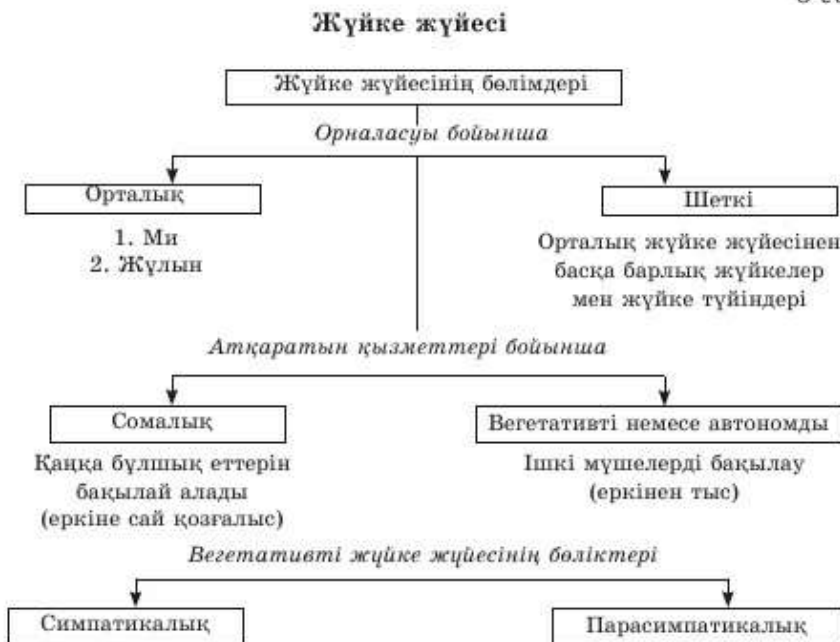 Жүйке жүйесі
Жүйке жүйесінің бөлімдері
Орналасуы бойынша
Орталық
Шеткі
1. Ми
2. Жұлын
Орталық жүйке жүйесінен
басқа барлық жүйкелер
мен жүйке түйіндері
Атқаратын қызметтері бойынша
Сомалық
Вегетативті немесе автономды
Қаңқа бұлшық еттерін
бақылай алады
(еркіне сай қозғалыс)
Ішкі мүшелерді бақылау
(еркінен тыс)
Вегетативті жүйке жүйесінің бөліктері
Симпатикалық
Парасимпатикалық